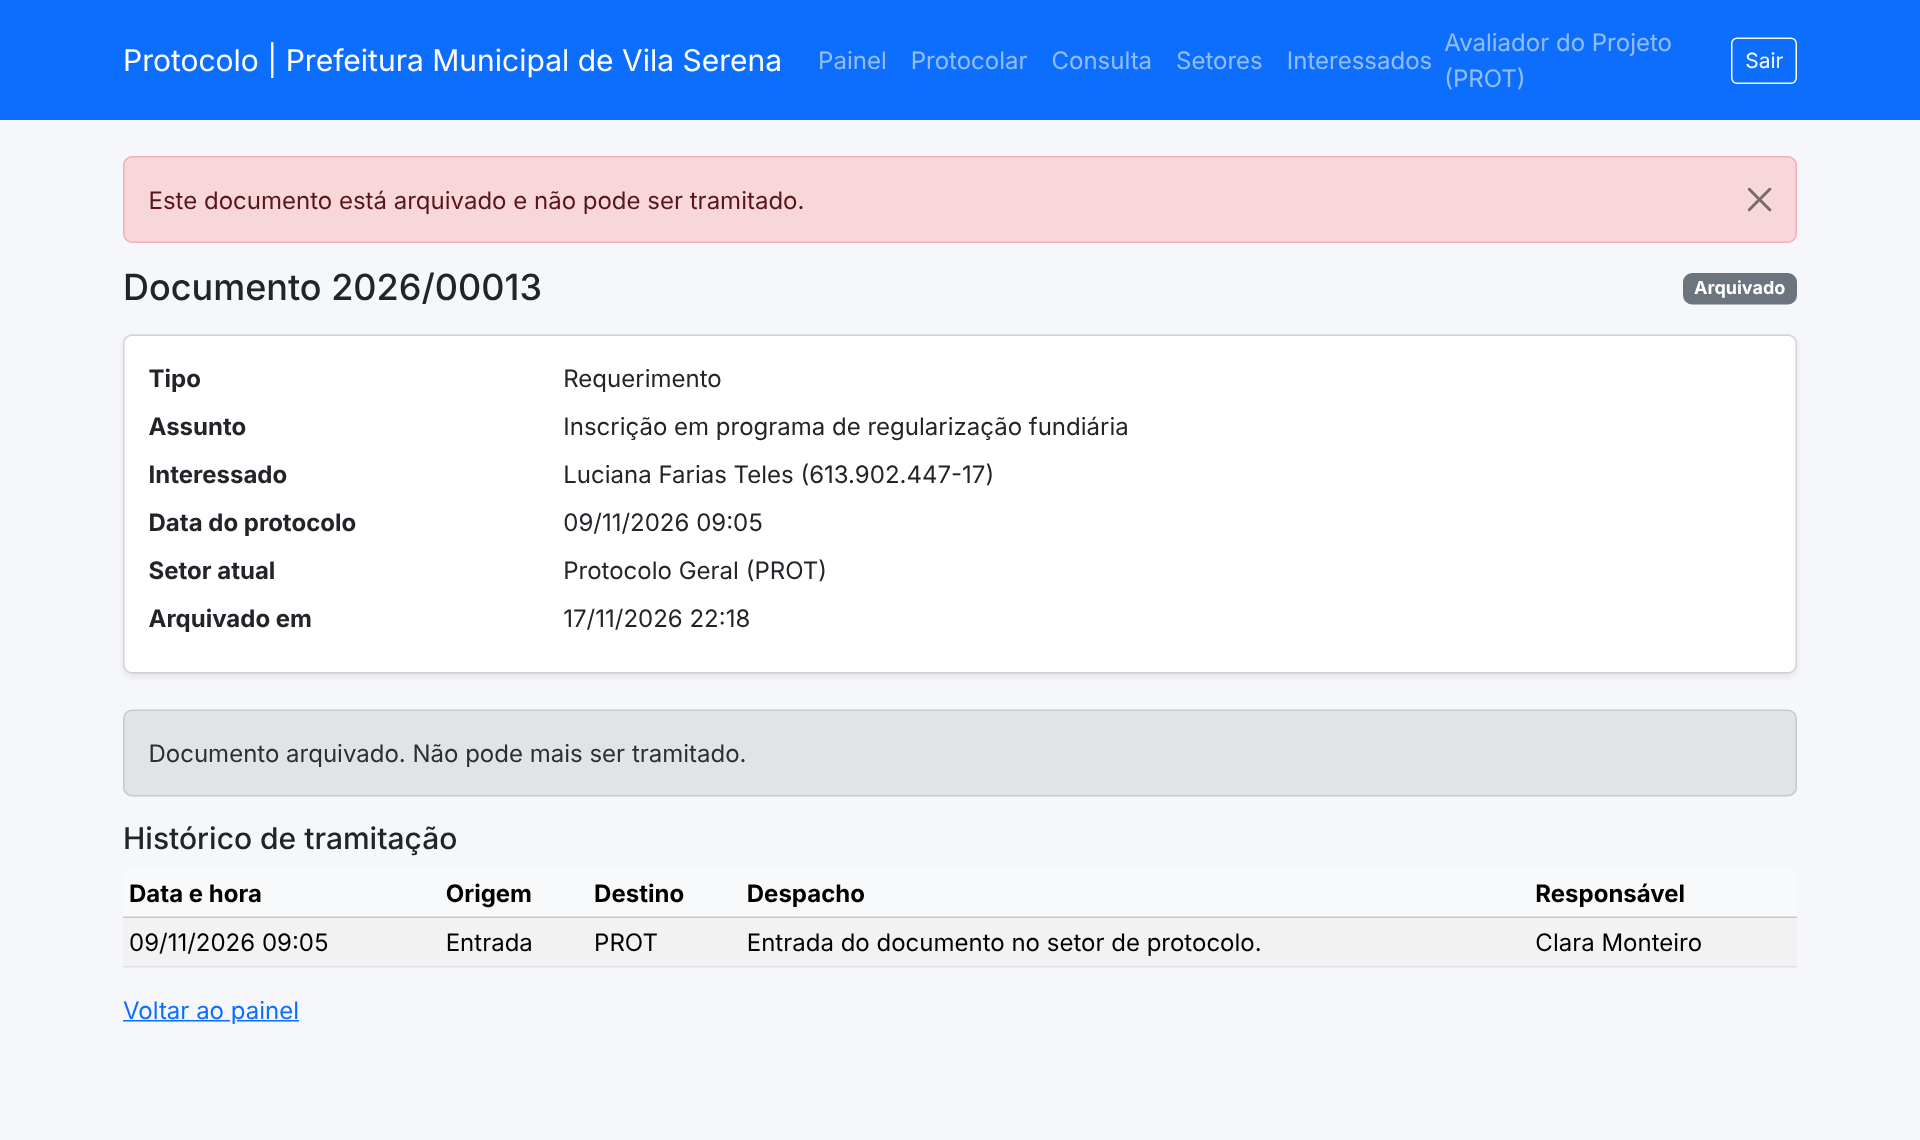 Protocolo | Prefeitura Municipal de Vila Serena
Painel
Protocolar
Consulta
Setores
Interessados
Avaliador do Projeto
(PROT)
Sair
Este documento está arquivado e não pode ser tramitado.
Documento 2026/00013
Arquivado
Tipo Requerimento
Assunto Inscrição em programa de regularização fundiária
Interessado Luciana Farias Teles (613.902.447-17)
Data do protocolo 09/11/2026 09:05
Setor atual Protocolo Geral (PROT)
Arquivado em 17/11/2026 22:18
Documento arquivado. Não pode mais ser tramitado.
Histórico de tramitação
Data e hora Origem Destino Despacho Responsável
09/11/2026 09:05 Entrada PROT Entrada do documento no setor de protocolo. Clara Monteiro
Voltar ao painel